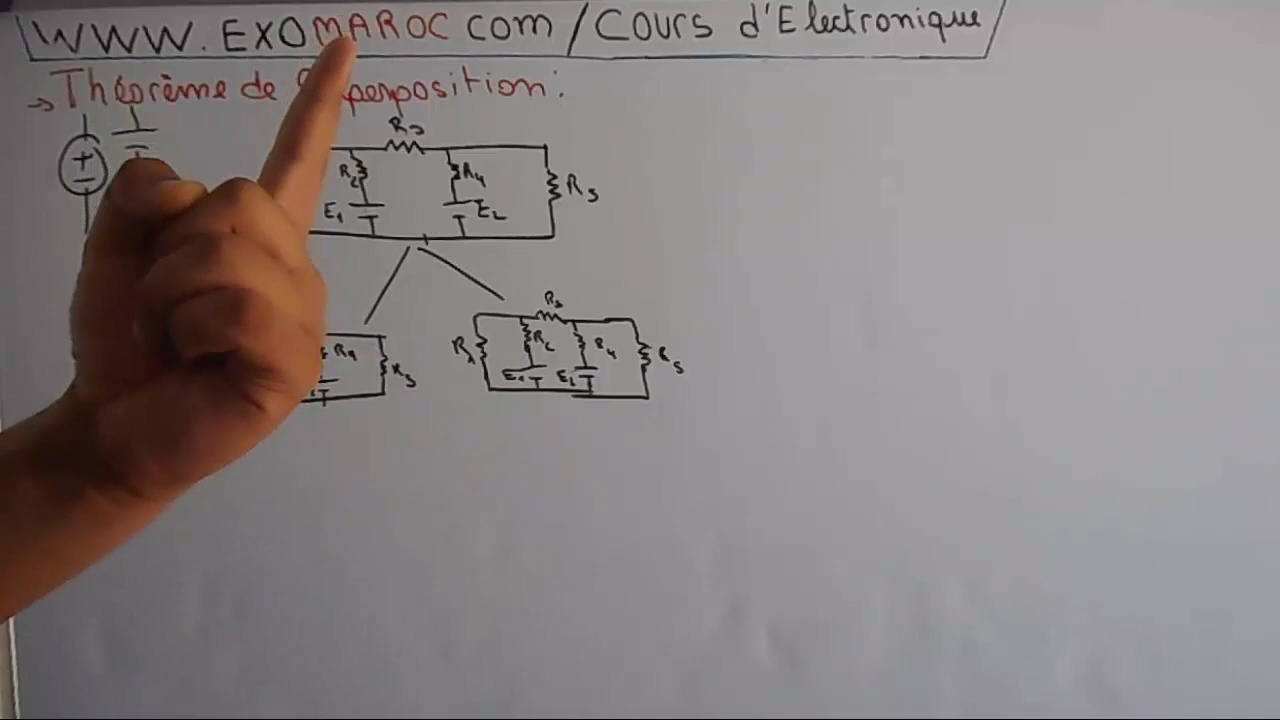 WWW.EXOMAROC com / Cours d'Electronique
→ Théorème de perposition :
+
−
R3
R2
R4
E1
E2
R5
R4
R5
R3
R1
R2
R4
R5
E1
E2